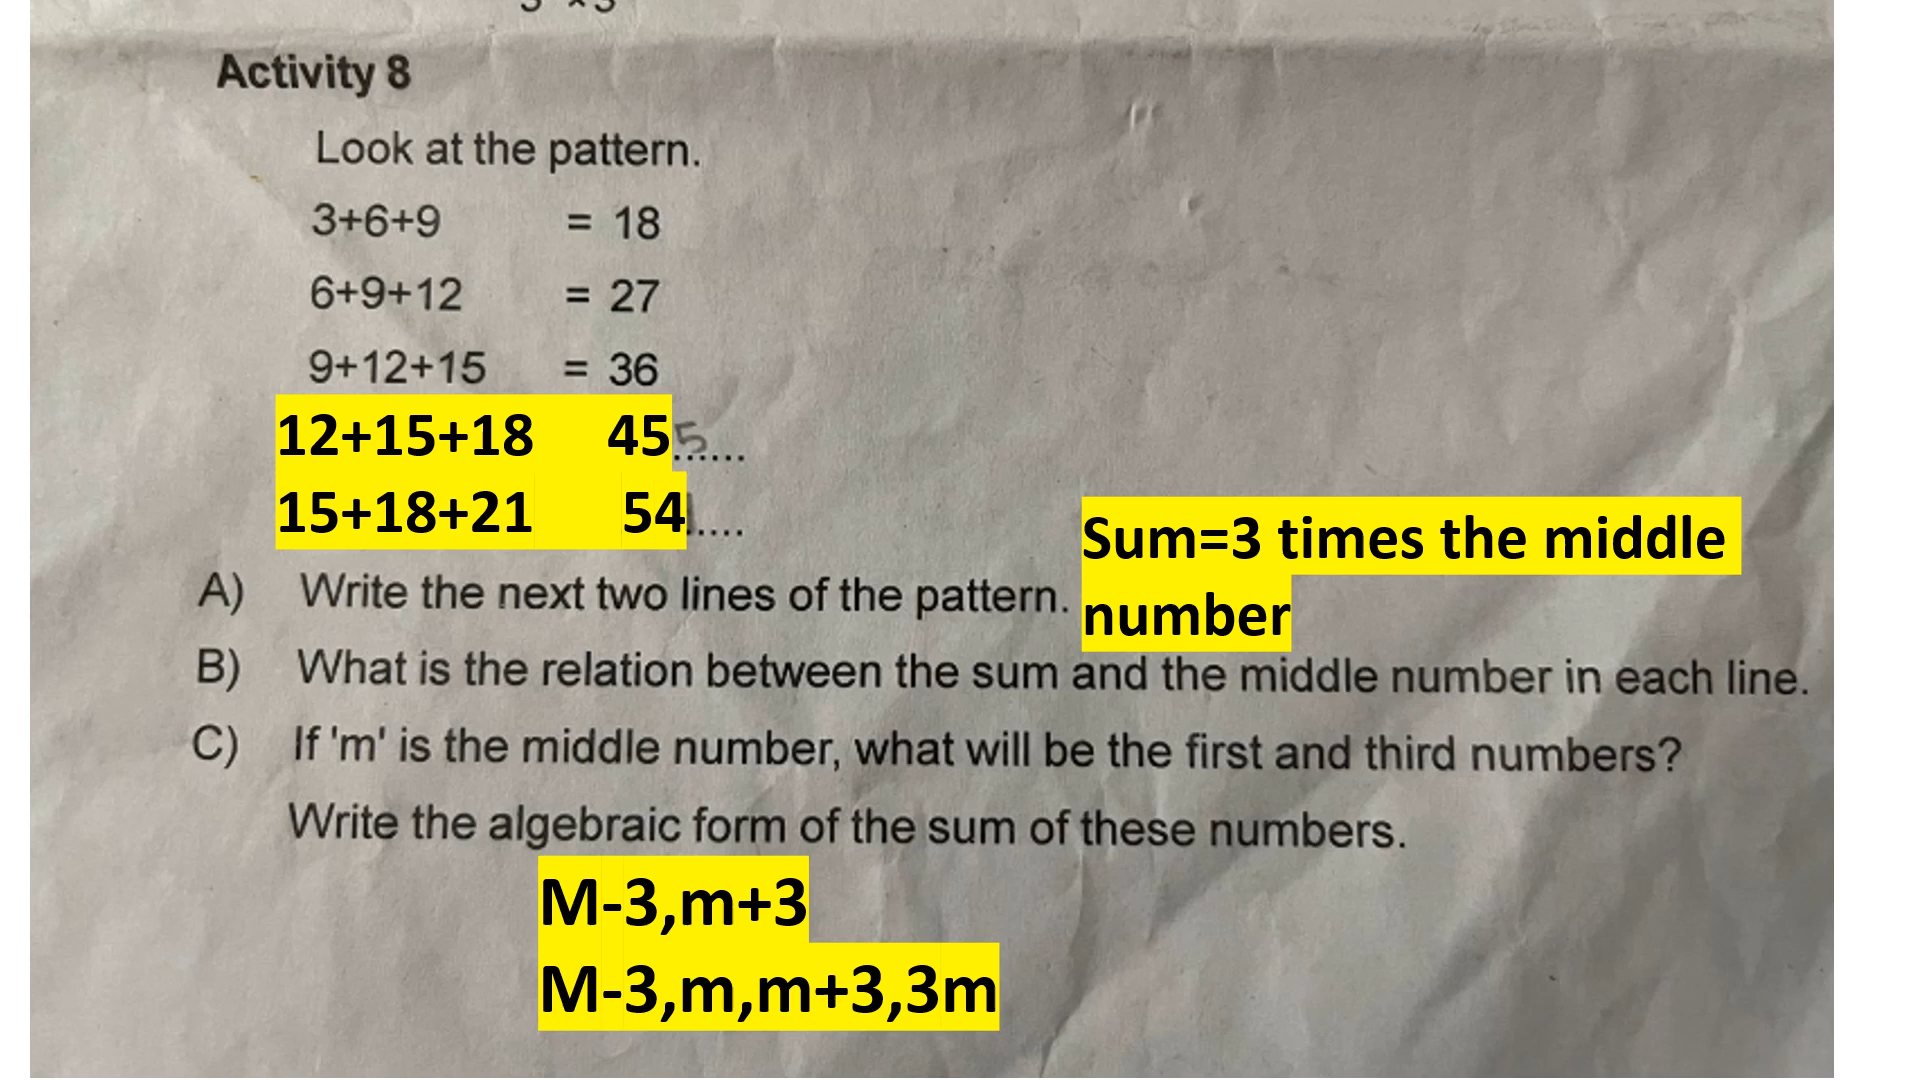 Activity 8
Look at the pattern.
3+6+9 = 18
6+9+12 = 27
9+12+15 = 36
12+15+18 45 5......
15+18+21 54 .....
Sum=3 times the middle
number
A) Write the next two lines of the pattern.
B) What is the relation between the sum and the middle number in each line.
C) If 'm' is the middle number, what will be the first and third numbers?
Write the algebraic form of the sum of these numbers.
M-3,m+3
M-3,m,m+3,3m